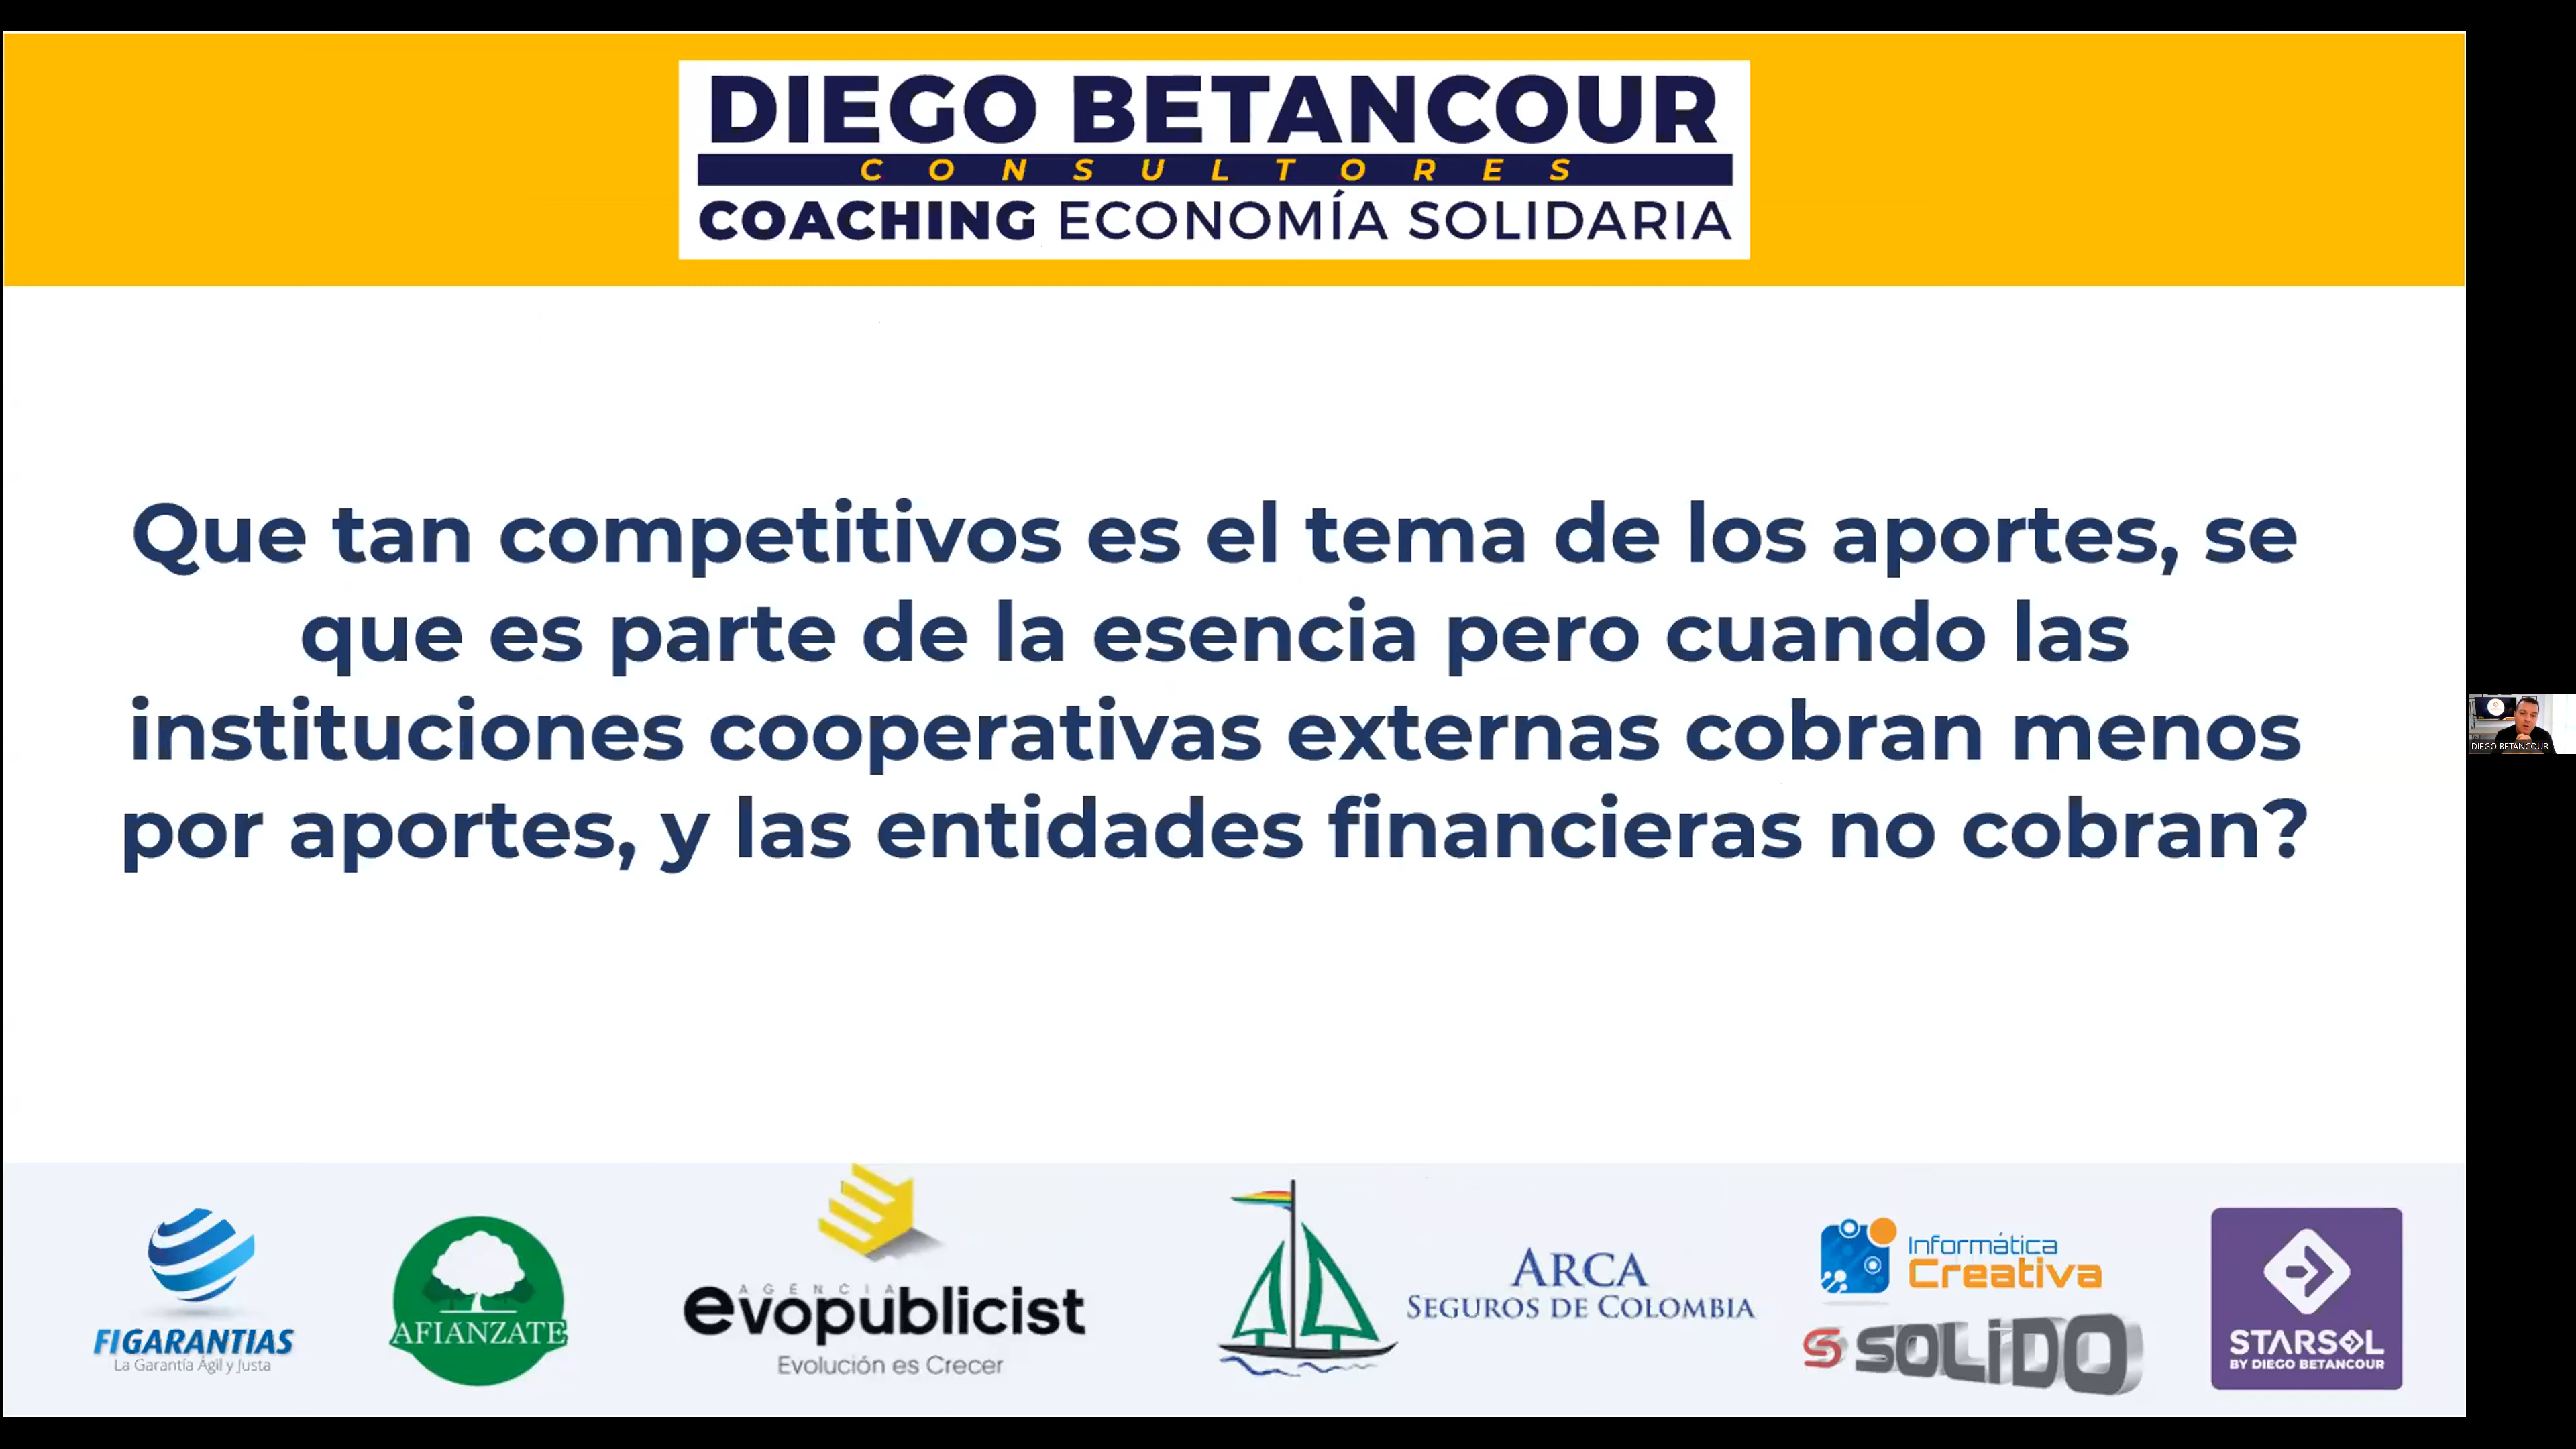 DIEGO BETANCOUR
CONSULTORES
COACHING ECONOMÍA SOLIDARIA
Que tan competitivos es el tema de los aportes, se
que es parte de la esencia pero cuando las
instituciones cooperativas externas cobran menos
por aportes, y las entidades financieras no cobran?
DIEGO BETANCOUR
FIGARANTIAS
La Garantía Ágil y Justa
AFIANZATE
AGENCIA
evopublicist
Evolución es Crecer
ARCA
SEGUROS DE COLOMBIA
Informática
Creativa
S SOLiDO
STARSOL
BY DIEGO BETANCOUR